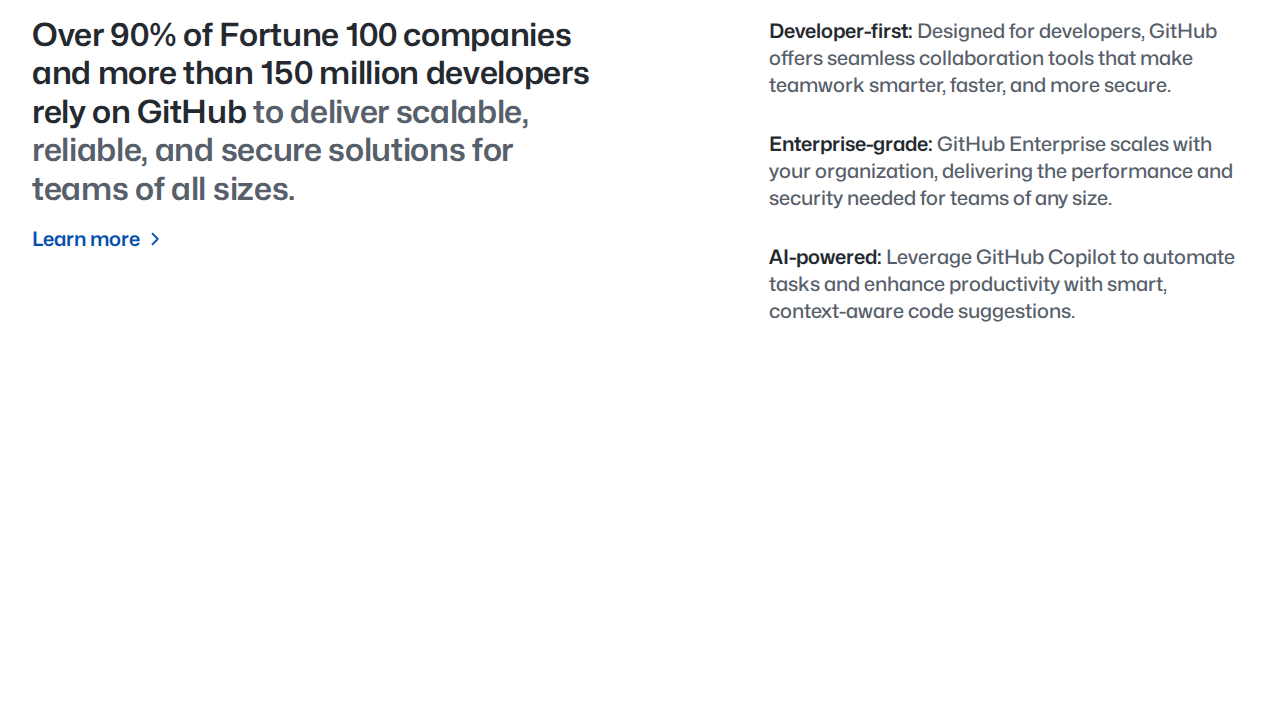 Over 90% of Fortune 100 companies
and more than 150 million developers
rely on GitHub to deliver scalable,
reliable, and secure solutions for
teams of all sizes.
Learn more
Developer-first: Designed for developers, GitHub
offers seamless collaboration tools that make
teamwork smarter, faster, and more secure.
Enterprise-grade: GitHub Enterprise scales with
your organization, delivering the performance and
security needed for teams of any size.
AI-powered: Leverage GitHub Copilot to automate
tasks and enhance productivity with smart,
context-aware code suggestions.